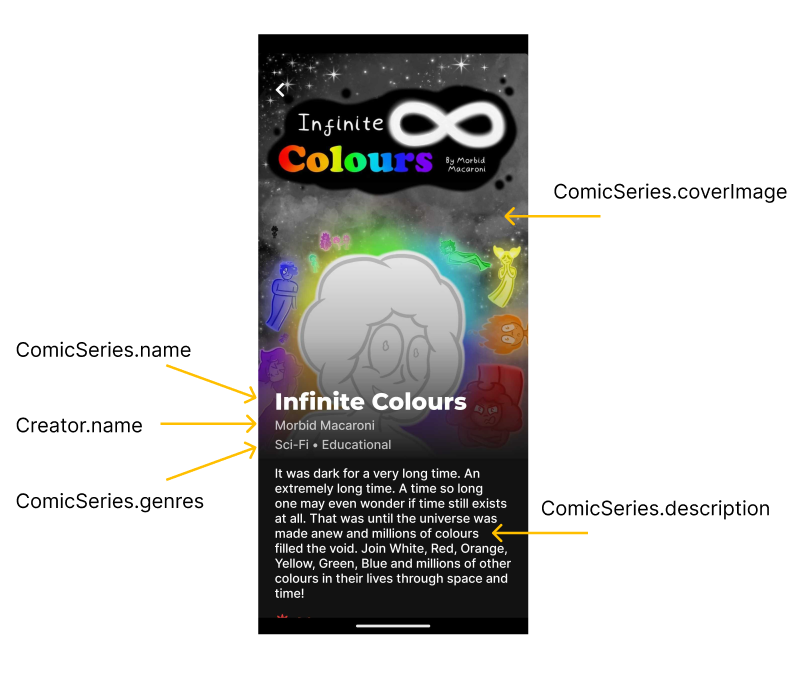 Infinite
Colours
By Morbid
Macaroni
ComicSeries.coverImage
ComicSeries.name
Creator.name
ComicSeries.genres
Infinite Colours
Morbid Macaroni
Sci-Fi • Educational
It was dark for a very long time. An
extremely long time. A time so long
one may even wonder if time still exists
at all. That was until the universe was
made anew and millions of colours
filled the void. Join White, Red, Orange,
Yellow, Green, Blue and millions of other
colours in their lives through space and
time!
ComicSeries.description